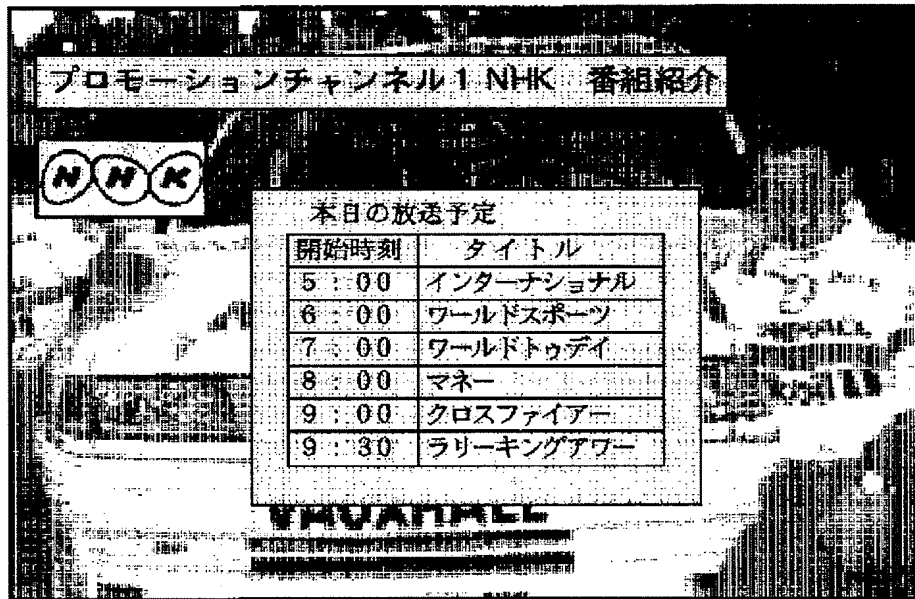 プロモーションチャンネル1 NHK 番組紹介
NHK
本日の放送予定
開始時刻 タイトル
5:00 インターナショナル
6:00 ワールドスポーツ
7:00 ワールドトゥデイ
8:00 マネー
9:00 クロスファイアー
9:30 ラリーキングアワー
VAUXHALL